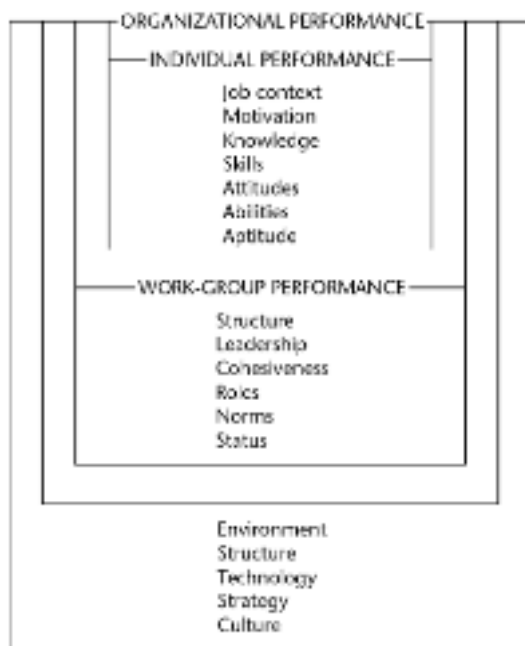 ORGANIZATIONAL PERFORMANCE
INDIVIDUAL PERFORMANCE
Job context
Motivation
Knowledge
Skills
Attitudes
Abilities
Aptitude
WORK-GROUP PERFORMANCE
Structure
Leadership
Cohesiveness
Roles
Norms
Status
Environment
Structure
Technology
Strategy
Culture